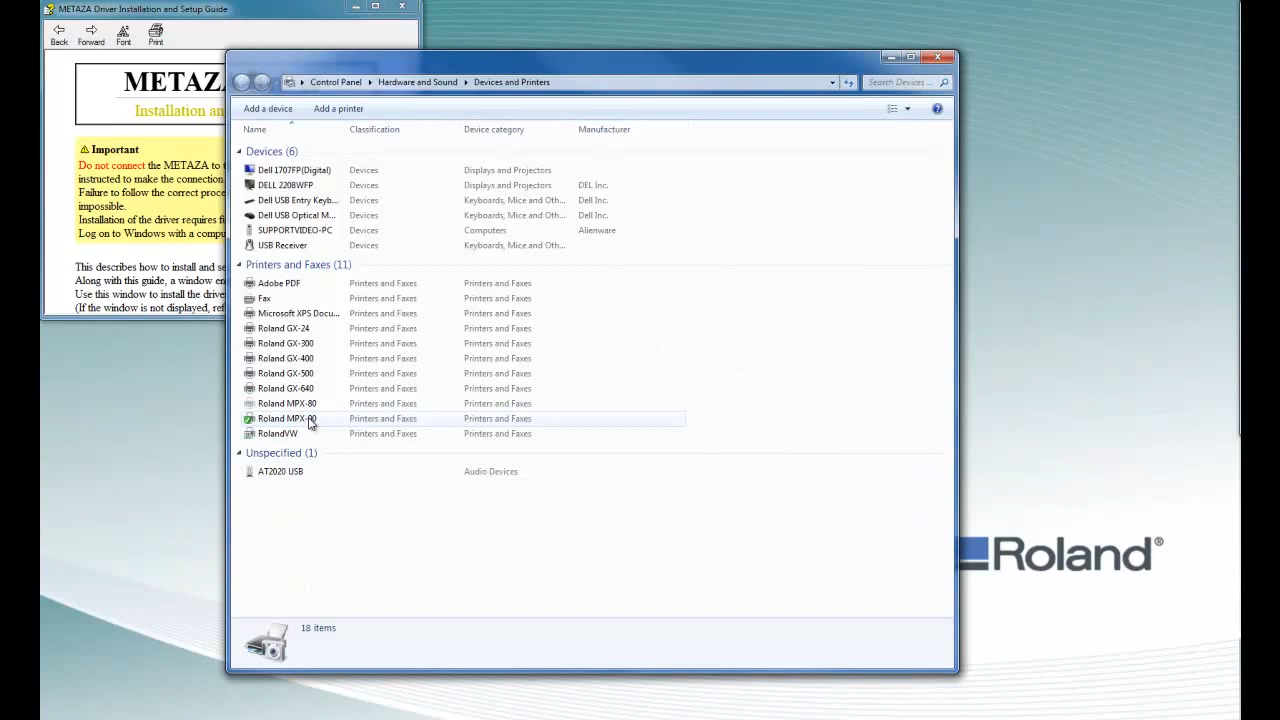 METAZA Driver Installation and Setup Guide
Back Forward Font Print
METAZ
Installation an
Important
Do not connect the METAZA to t
instructed to make the connection
Failure to follow the correct proce
impossible.
Installation of the driver requires f
Log on to Windows with a compu
This describes how to install and se
Along with this guide, a window en
Use this window to install the drive
(If the window is not displayed, ref
Control Panel Hardware and Sound Devices and Printers Search Devices ...
Add a device Add a printer
Name Classification Device category Manufacturer
Devices (6)
Dell 1707FP(Digital) Devices Displays and Projectors
DELL 2208WFP Devices Displays and Projectors DEL Inc.
Dell USB Entry Keyb... Devices Keyboards, Mice and Oth... Dell Inc.
Dell USB Optical M... Devices Keyboards, Mice and Oth... Dell Inc.
SUPPORTVIDEO-PC Devices Computers Alienware
USB Receiver Devices Keyboards, Mice and Oth...
Printers and Faxes (11)
Adobe PDF Printers and Faxes Printers and Faxes
Fax Printers and Faxes Printers and Faxes
Microsoft XPS Docu... Printers and Faxes Printers and Faxes
Roland GX-24 Printers and Faxes Printers and Faxes
Roland GX-300 Printers and Faxes Printers and Faxes
Roland GX-400 Printers and Faxes Printers and Faxes
Roland GX-500 Printers and Faxes Printers and Faxes
Roland GX-640 Printers and Faxes Printers and Faxes
Roland MPX-80 Printers and Faxes Printers and Faxes
Roland MPX-90 Printers and Faxes Printers and Faxes
RolandVW Printers and Faxes Printers and Faxes
Unspecified (1)
AT2020 USB Audio Devices
Roland®
18 items